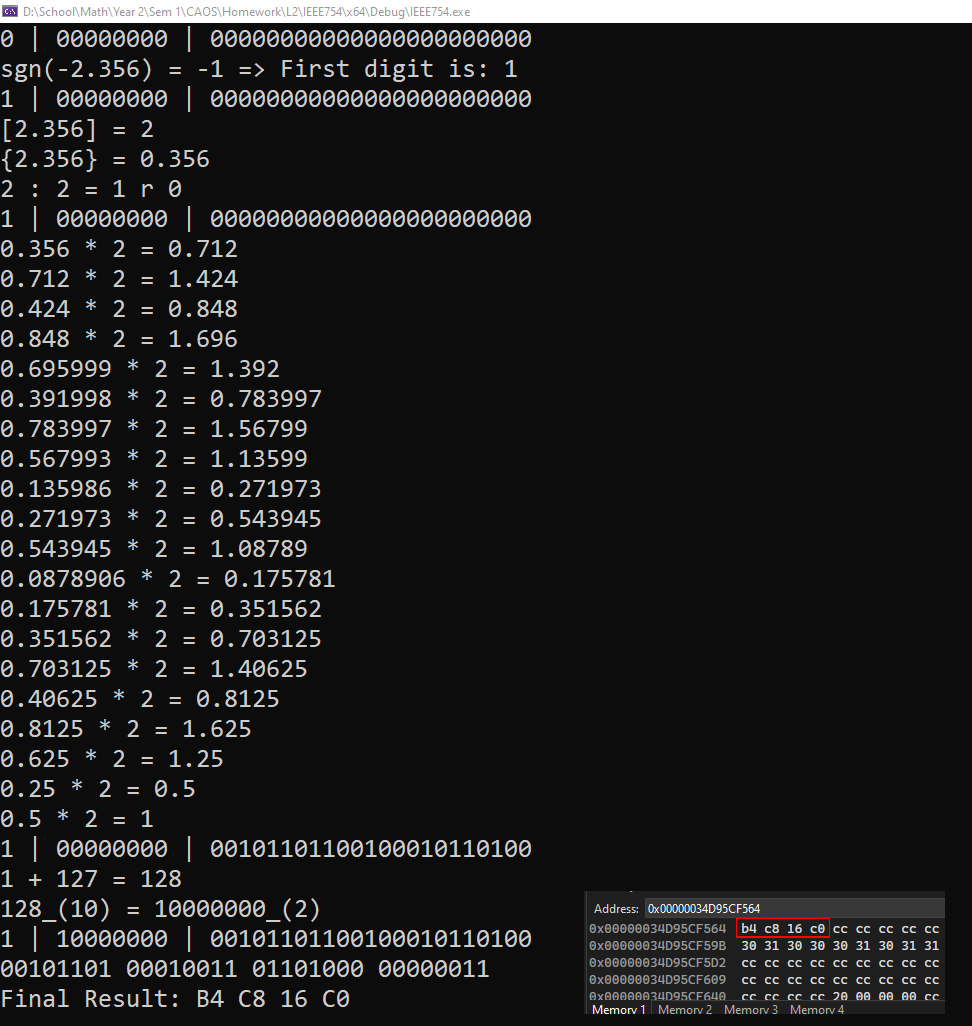 D:\School\Math\Year 2\Sem 1\CAOS\Homework\L2\IEEE754\x64\Debug\IEEE754.exe
0 | 00000000 | 00000000000000000000000
sgn(-2.356) = -1 => First digit is: 1
1 | 00000000 | 00000000000000000000000
[2.356] = 2
{2.356} = 0.356
2 : 2 = 1 r 0
1 | 00000000 | 00000000000000000000000
0.356 * 2 = 0.712
0.712 * 2 = 1.424
0.424 * 2 = 0.848
0.848 * 2 = 1.696
0.695999 * 2 = 1.392
0.391998 * 2 = 0.783997
0.783997 * 2 = 1.56799
0.567993 * 2 = 1.13599
0.135986 * 2 = 0.271973
0.271973 * 2 = 0.543945
0.543945 * 2 = 1.08789
0.0878906 * 2 = 0.175781
0.175781 * 2 = 0.351562
0.351562 * 2 = 0.703125
0.703125 * 2 = 1.40625
0.40625 * 2 = 0.8125
0.8125 * 2 = 1.625
0.625 * 2 = 1.25
0.25 * 2 = 0.5
0.5 * 2 = 1
1 | 00000000 | 00101101100100010110100
1 + 127 = 128
128_(10) = 10000000_(2)
1 | 10000000 | 00101101100100010110100
00101101 00010011 01101000 00000011
Final Result: B4 C8 16 C0
Address: 0x00000034D95CF564
0x00000034D95CF564 b4 c8 16 c0 cc cc cc cc cc
0x00000034D95CF59B 30 31 30 30 30 31 30 31 31
0x00000034D95CF5D2 cc cc cc cc cc cc cc cc cc
0x00000034D95CF609 cc cc cc cc cc cc cc cc cc
0x00000034D95CF640 cc cc cc cc 20 00 00 00 cc
Memory 1 Memory 2 Memory 3 Memory 4